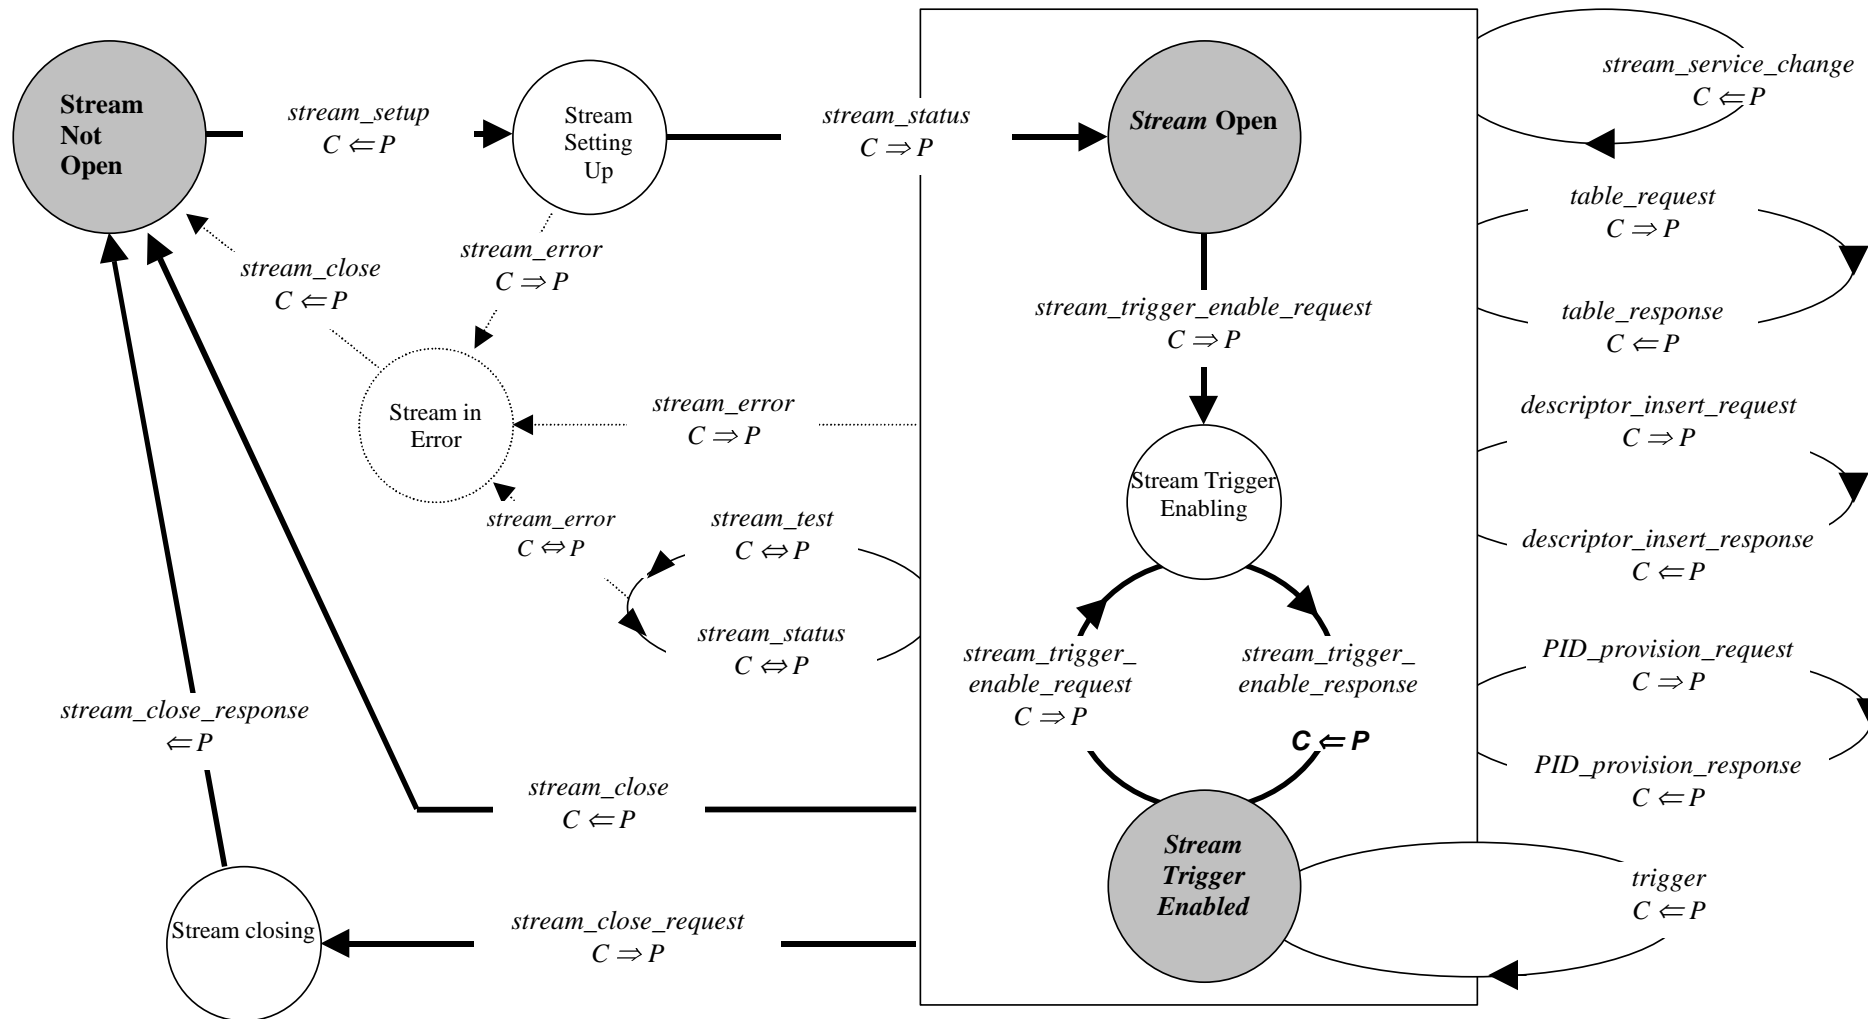 Stream
Not
Open
stream_setup
C ⇐ P
Stream
Setting
Up
stream_status
C ⇒ P
Stream Open
stream_service_change
C ⇐ P
table_request
C ⇒ P
table_response
C ⇐ P
stream_error
C ⇒ P
stream_close
C ⇐ P
stream_trigger_enable_request
C ⇒ P
Stream in
Error
stream_error
C ⇒ P
descriptor_insert_request
C ⇒ P
descriptor_insert_response
C ⇐ P
Stream Trigger
Enabling
stream_error
C ⇔ P
stream_test
C ⇔ P
stream_status
C ⇔ P
stream_trigger_
enable_request
C ⇒ P
stream_trigger_
enable_response
C ⇐ P
PID_provision_request
C ⇒ P
PID_provision_response
C ⇐ P
stream_close_response
⇐ P
stream_close
C ⇐ P
Stream
Trigger
Enabled
trigger
C ⇐ P
Stream closing
stream_close_request
C ⇒ P